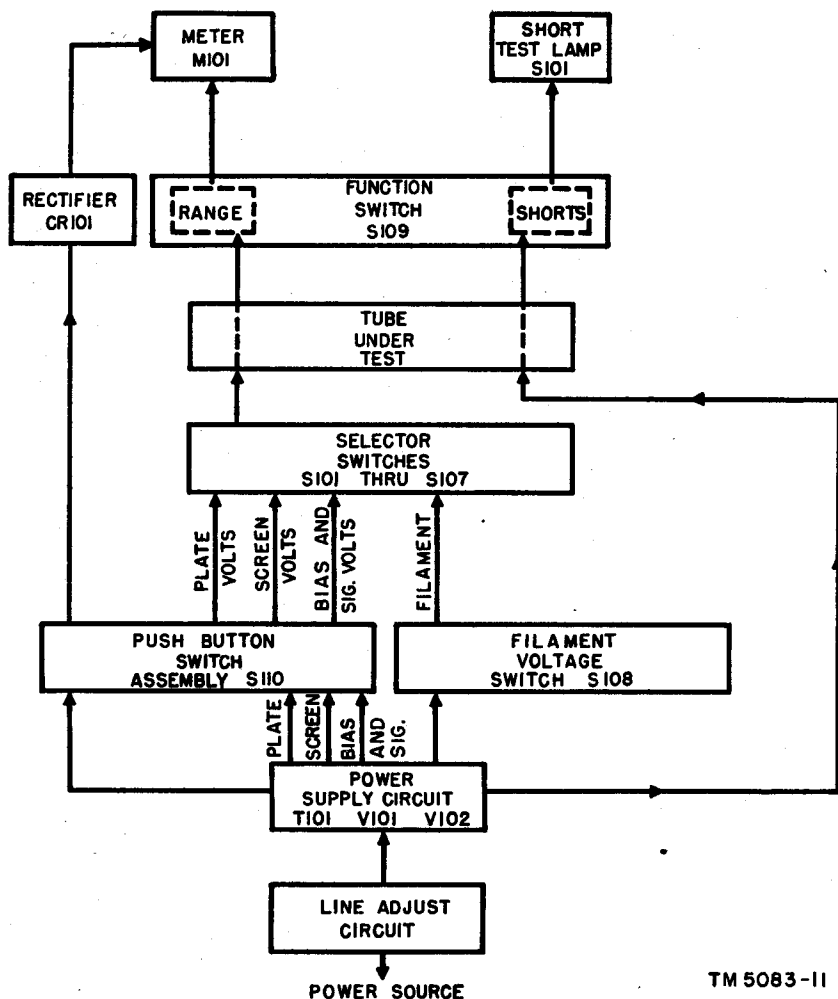 METER
M101
SHORT
TEST LAMP
S101
RECTIFIER
CR101
FUNCTION
SWITCH
S109
RANGE
SHORTS
TUBE
UNDER
TEST
SELECTOR
SWITCHES
S101 THRU S107
PLATE
VOLTS
SCREEN
VOLTS
BIAS AND
SIG. VOLTS
FILAMENT
PUSH BUTTON
SWITCH
ASSEMBLY S110
FILAMENT
VOLTAGE
SWITCH S108
PLATE
SCREEN
BIAS
AND SIG.
POWER
SUPPLY CIRCUIT
T101 V101 V102
LINE ADJUST
CIRCUIT
POWER SOURCE
TM 5083-11